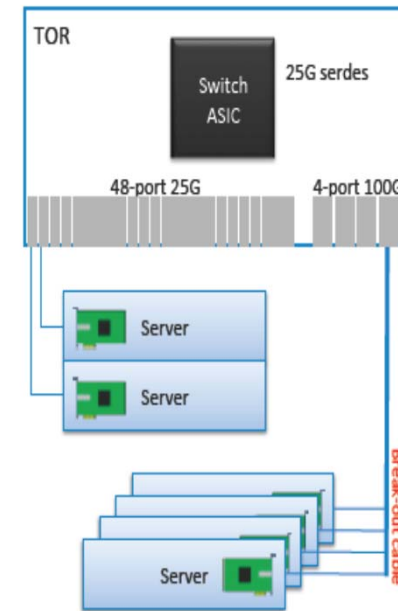 TOR
Switch
ASIC
25G serdes
48-port 25G
4-port 100G
Server
Server
Server
Break-out cable